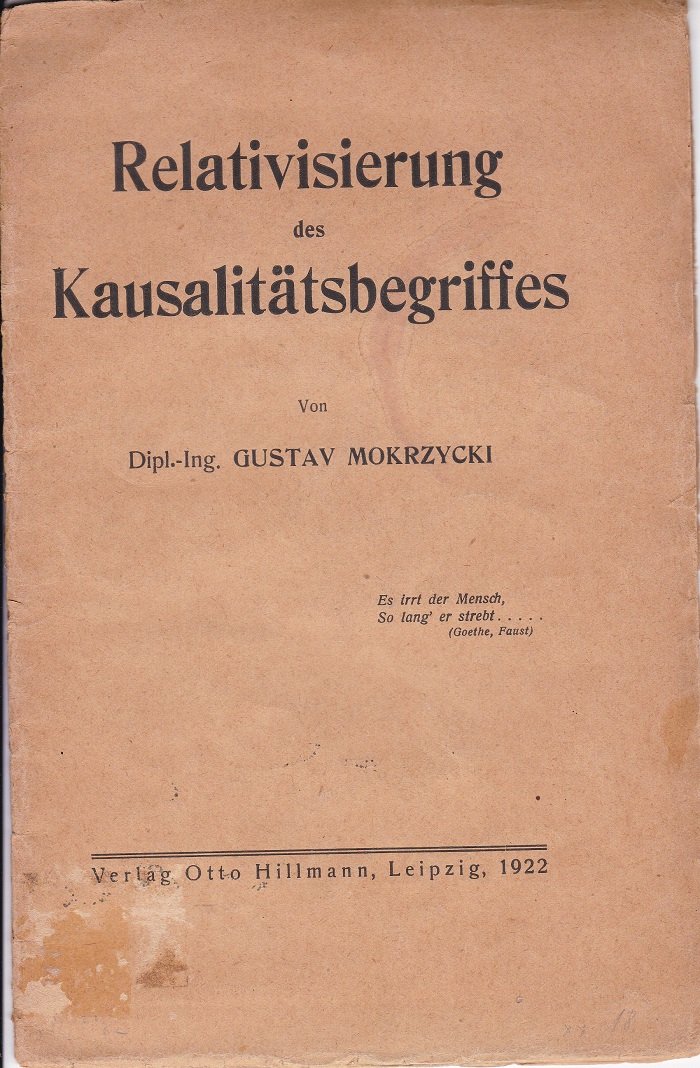 Relativisierung
des
Kausalitätsbegriffes
Von
Dipl.-Ing. GUSTAV MOKRZYCKI
Es irrt der Mensch,
So lang' er strebt.....
(Goethe, Faust)
Verlag Otto Hillmann, Leipzig, 1922
18